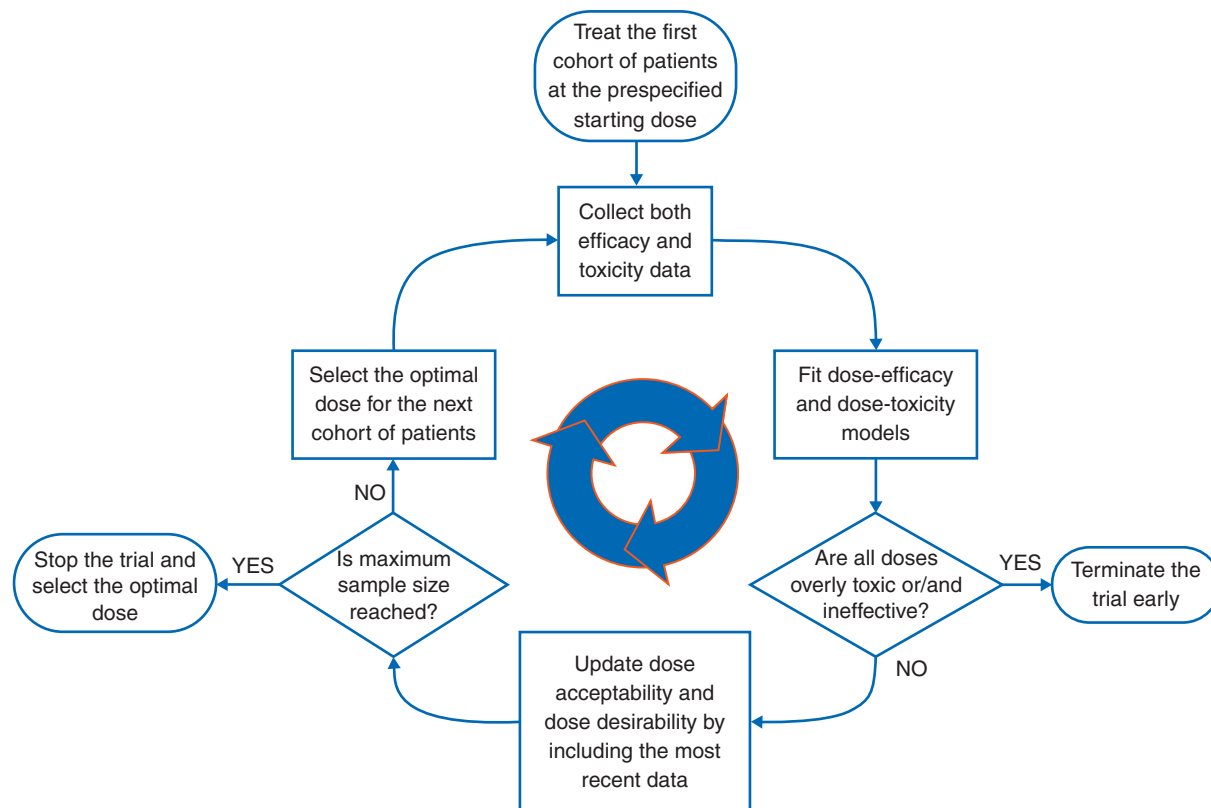 Treat the first
cohort of patients
at the prespecified
starting dose
Collect both
efficacy and
toxicity data
Fit dose-efficacy
and dose-toxicity
models
Are all doses
overly toxic or/and
ineffective?
YES
Terminate the
trial early
NO
Update dose
acceptability and
dose desirability by
including the most
recent data
Is maximum
sample size
reached?
YES
Stop the trial and
select the optimal
dose
NO
Select the optimal
dose for the next
cohort of patients